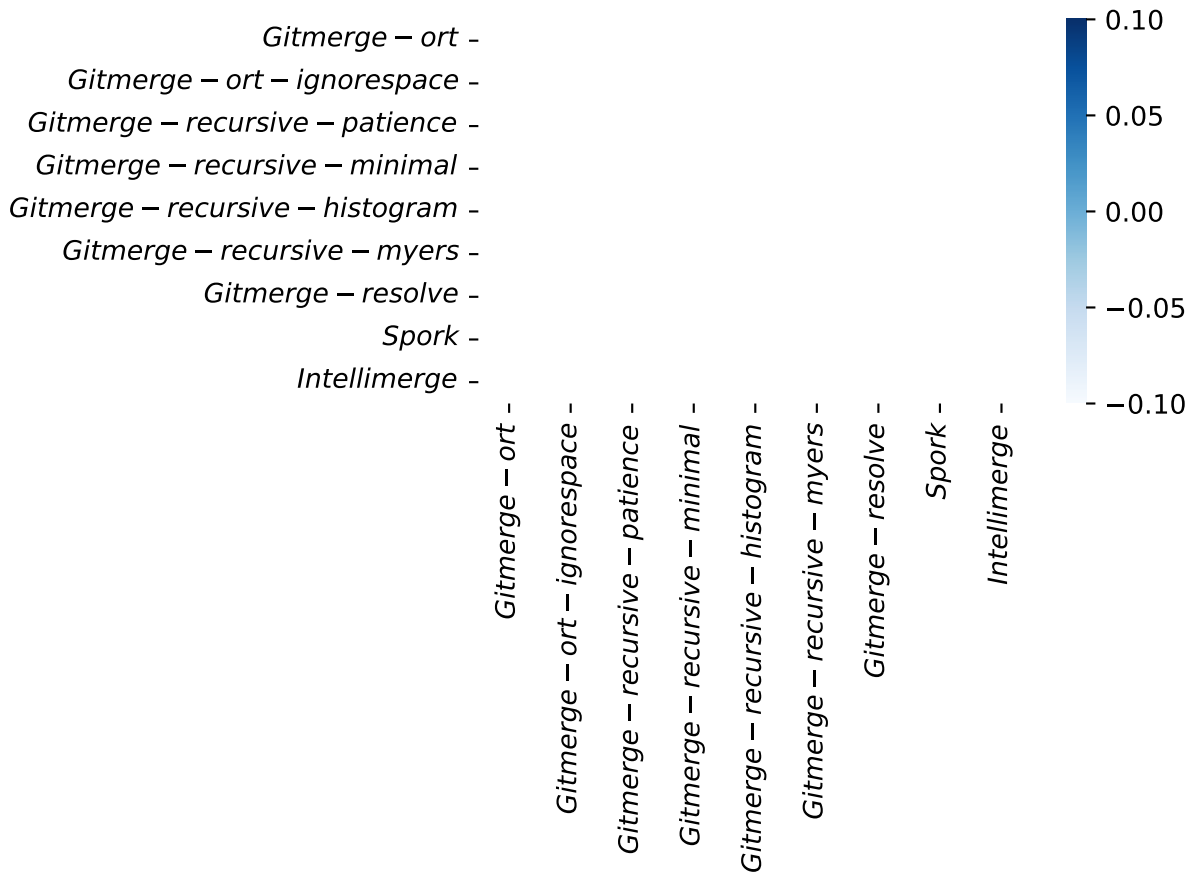 Gitmerge − ort
Gitmerge − ort − ignorespace
Gitmerge − recursive − patience
Gitmerge − recursive − minimal
Gitmerge − recursive − histogram
Gitmerge − recursive − myers
Gitmerge − resolve
Spork
Intellimerge
Gitmerge − ort
Gitmerge − ort − ignorespace
Gitmerge − recursive − patience
Gitmerge − recursive − minimal
Gitmerge − recursive − histogram
Gitmerge − recursive − myers
Gitmerge − resolve
Spork
Intellimerge
0.10
0.05
0.00
−0.05
−0.10